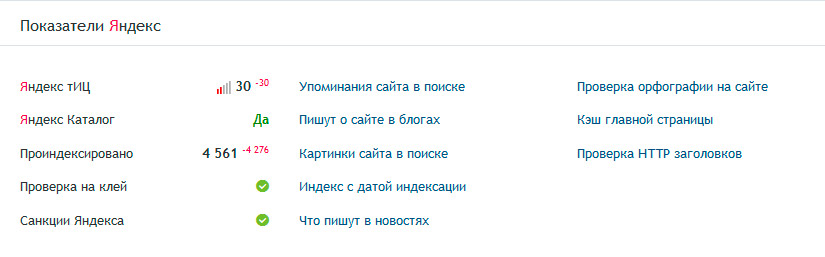 Показатели Яндекс
Яндекс тИЦ 30 -30 Упоминания сайта в поиске Проверка орфографии на сайте
Яндекс Каталог Да Пишут о сайте в блогах Кэш главной страницы
Проиндексировано 4 561 -4 276 Картинки сайта в поиске Проверка HTTP заголовков
Проверка на клей Индекс с датой индексации
Санкции Яндекса Что пишут в новостях